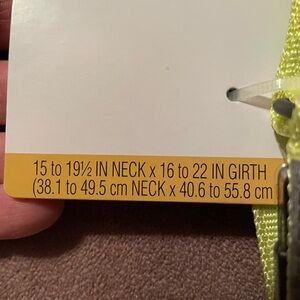 15 to 19½ IN NECK x 16 to 22 IN GIRTH
(38.1 to 49.5 cm NECK x 40.6 to 55.8 cm